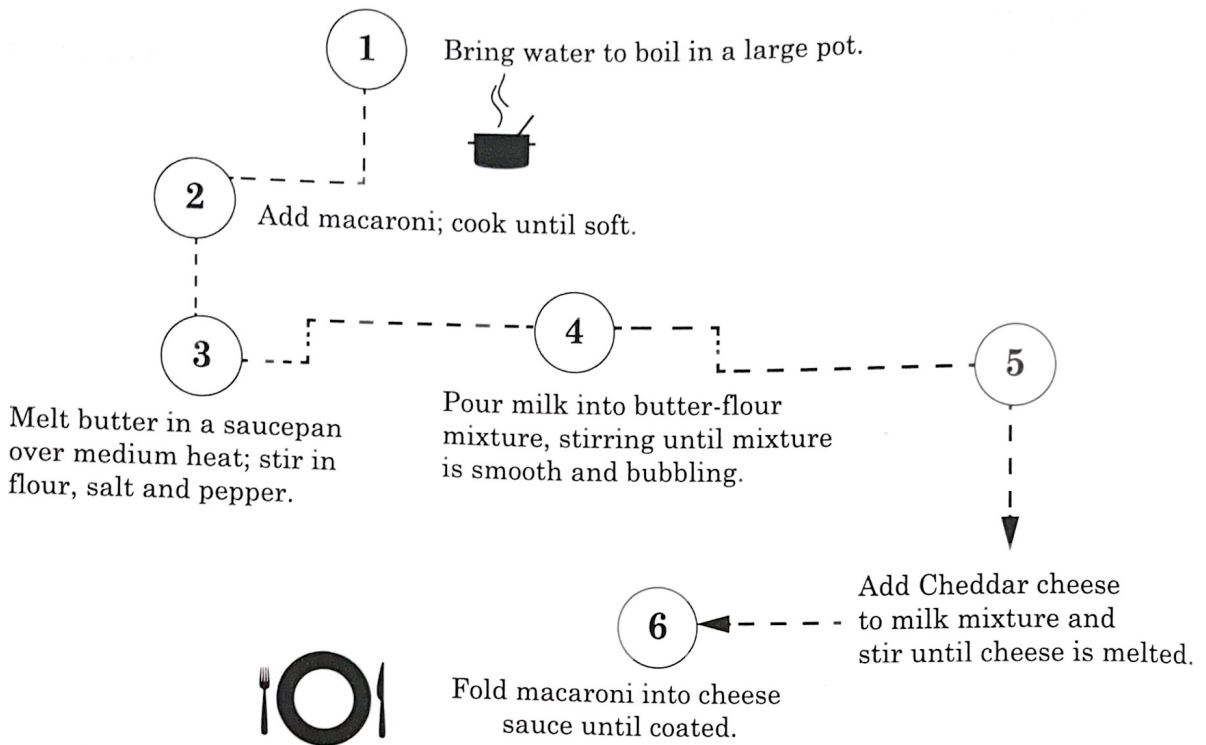 1
Bring water to boil in a large pot.
2
Add macaroni; cook until soft.
3
Melt butter in a saucepan
over medium heat; stir in
flour, salt and pepper.
4
Pour milk into butter-flour
mixture, stirring until mixture
is smooth and bubbling.
5
Add Cheddar cheese
to milk mixture and
stir until cheese is melted.
6
Fold macaroni into cheese
sauce until coated.